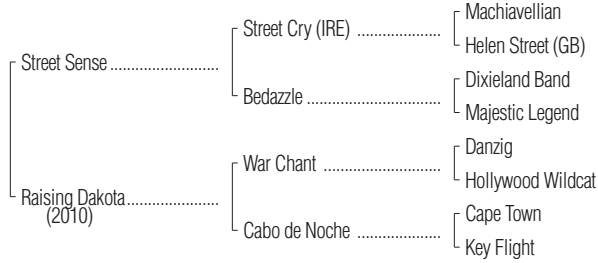 Machiavellian
Street Cry (IRE) ..................
Helen Street (GB)
Street Sense ........................
Dixieland Band
Bedazzle .............................
Majestic Legend
Danzig
War Chant .........................
Hollywood Wildcat
Raising Dakota ....................
(2010)
Cape Town
Cabo de Noche ..................
Key Flight